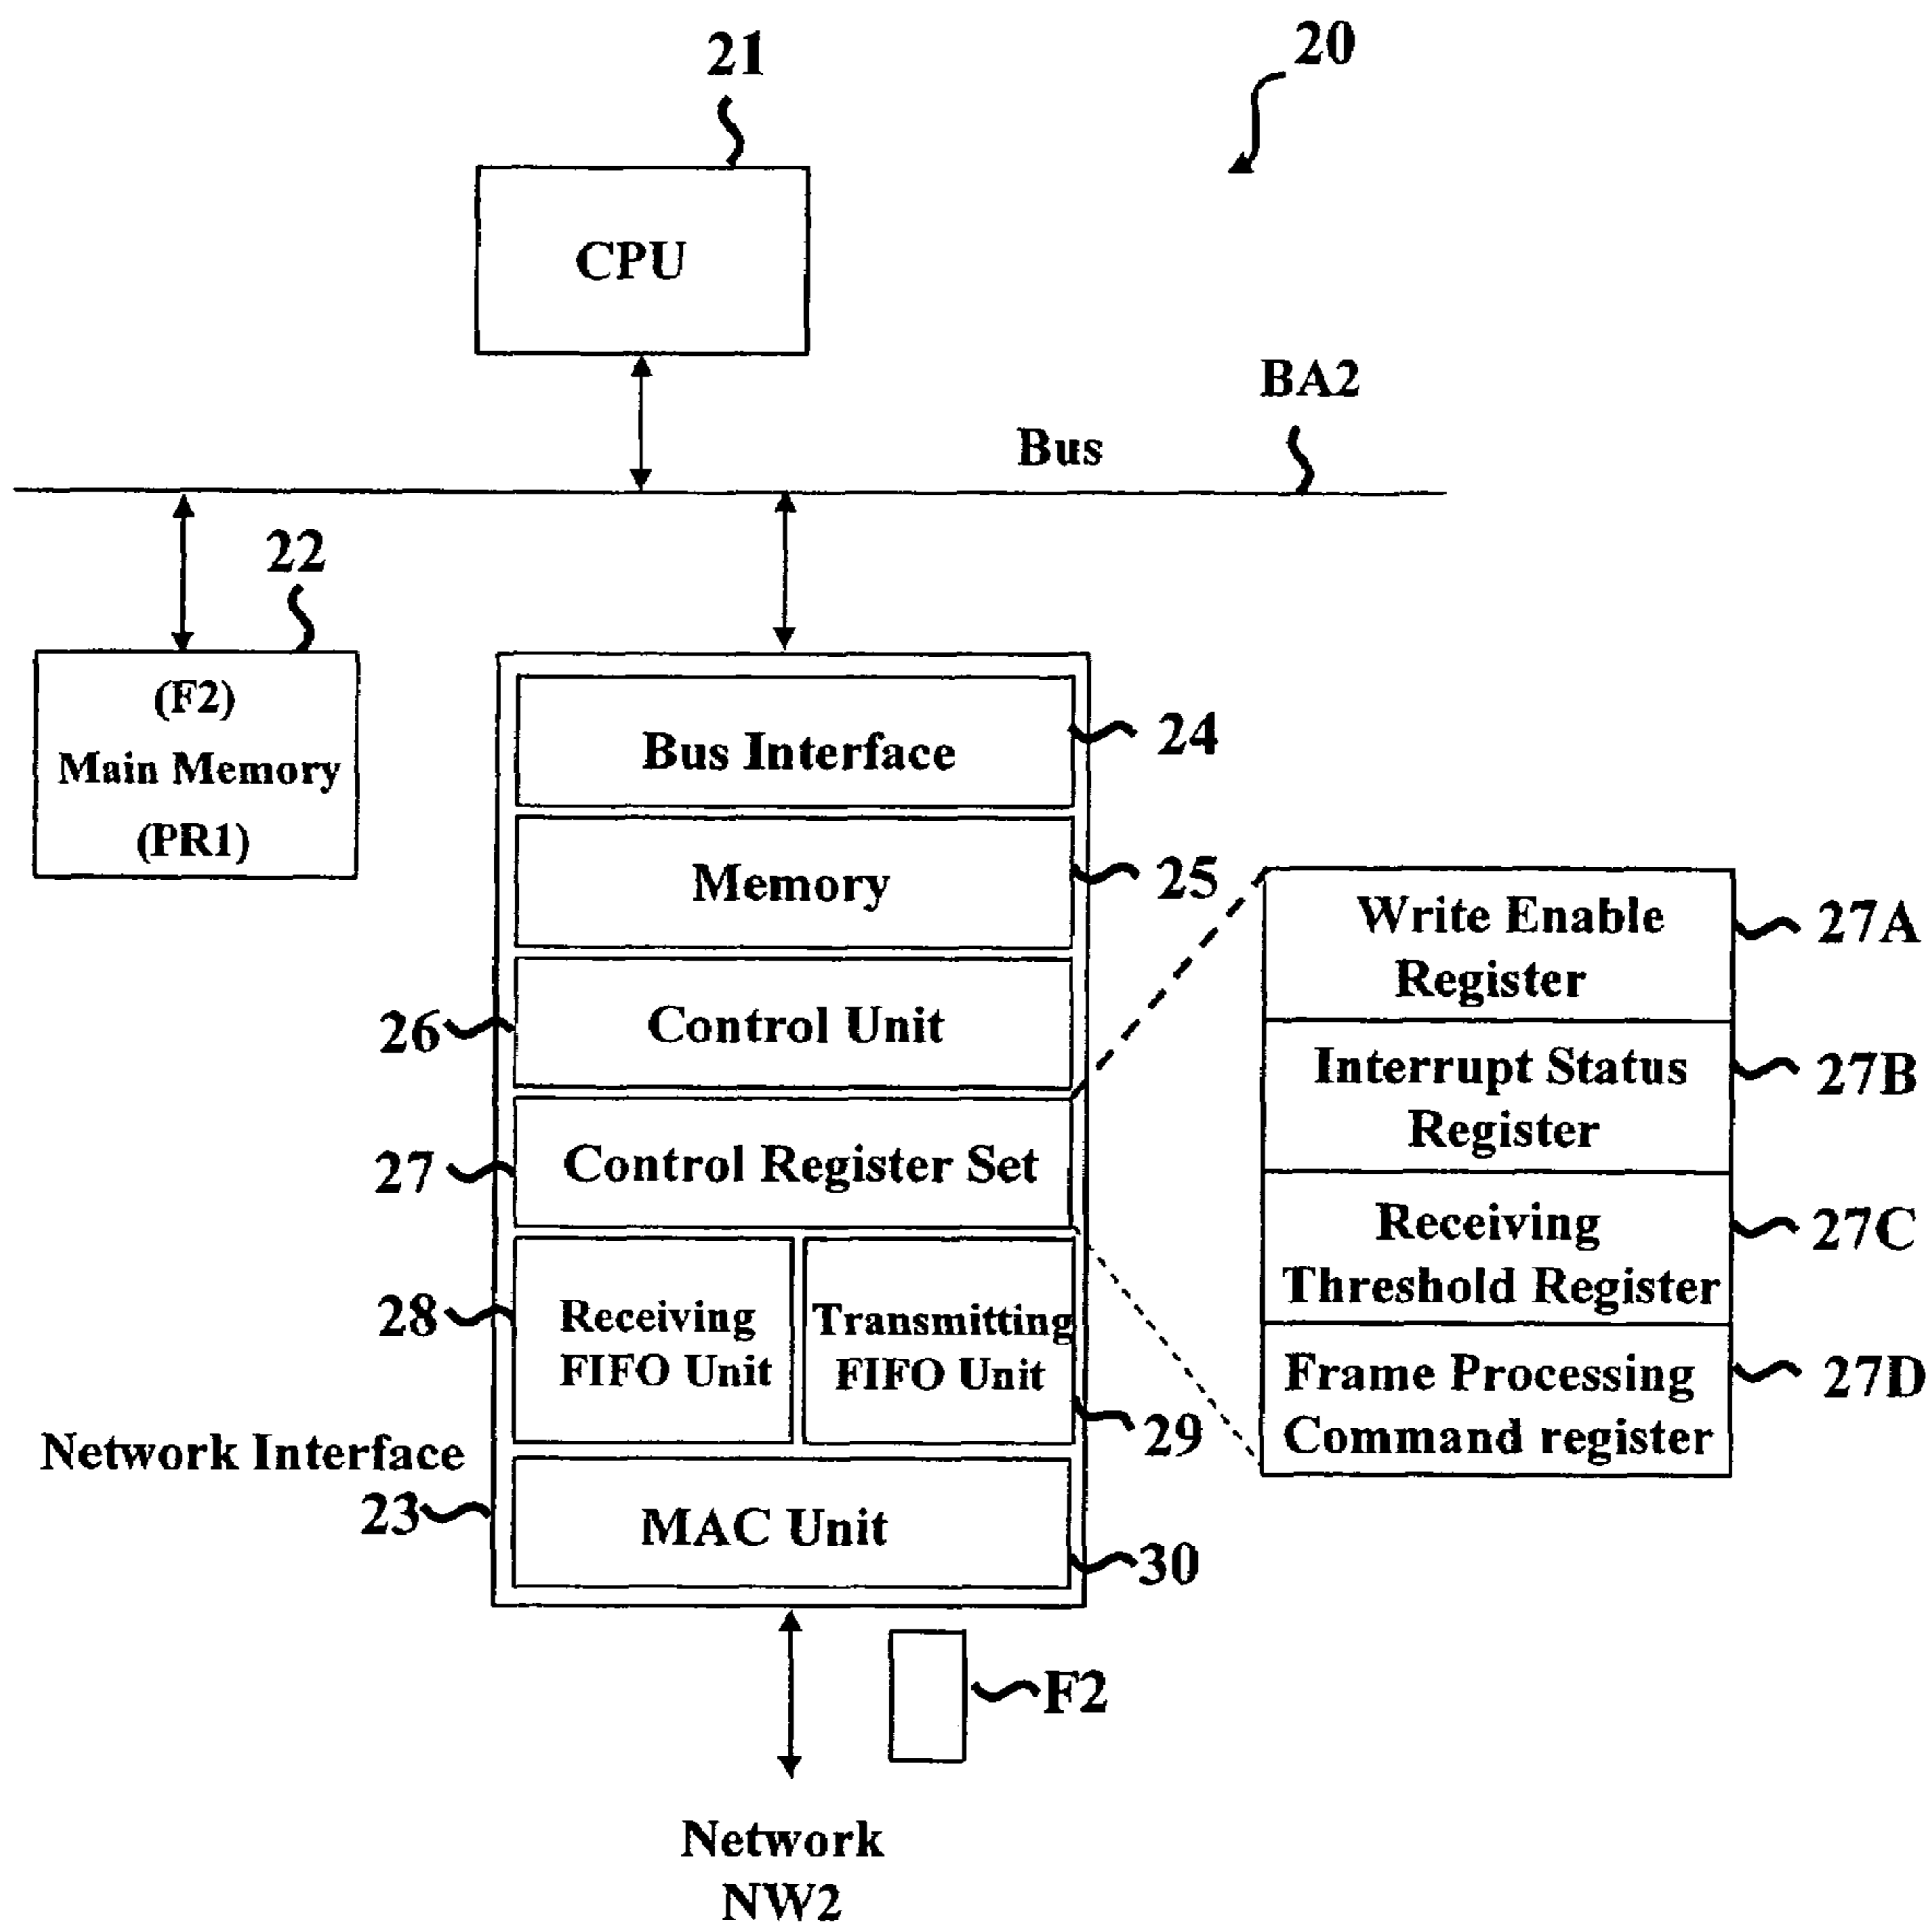 21
20
CPU
BA2
Bus
22
(F2)
Main Memory
(PR1)
Bus Interface
24
Memory
25
Control Unit
26
Control Register Set
27
Receiving
FIFO Unit
28
Transmitting
FIFO Unit
29
Network Interface
23
MAC Unit
30
Write Enable
Register
27A
Interrupt Status
Register
27B
Receiving
Threshold Register
27C
Frame Processing
Command register
27D
F2
Network
NW2